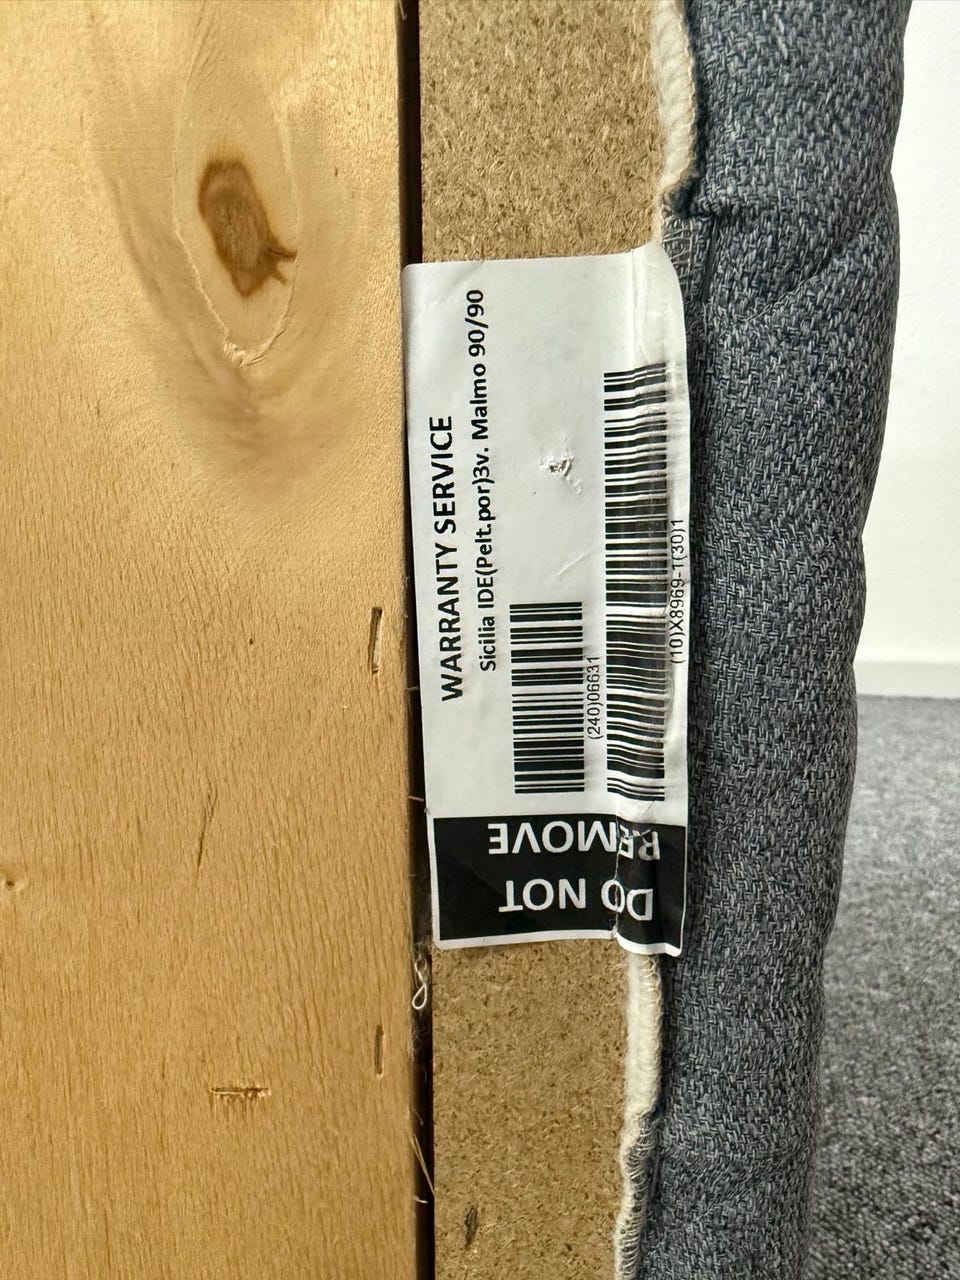 WARRANTY SERVICE
Sicilia IDE(Pelt.por)3v. Malmo 90/90
(240)06631
(10)X8969-1(30)1
DO NOT
REMOVE